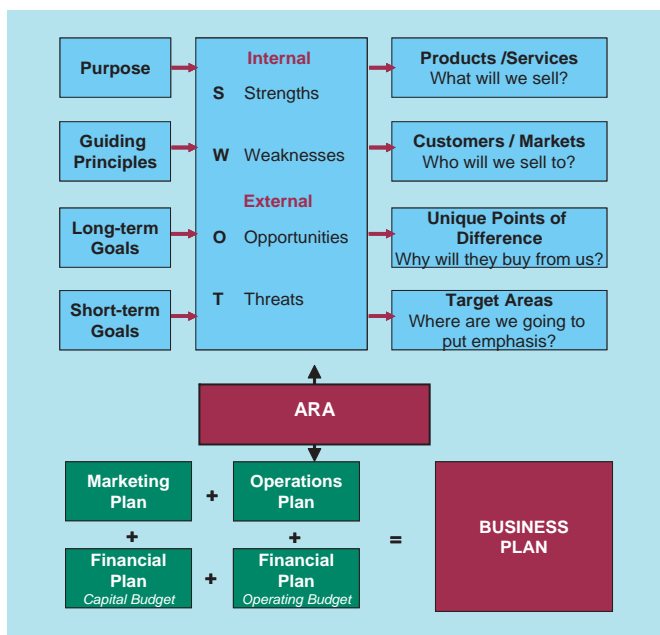 Purpose
Guiding
Principles
Long-term
Goals
Short-term
Goals
Internal
S Strengths
W Weaknesses
External
O Opportunities
T Threats
Products /Services
What will we sell?
Customers / Markets
Who will we sell to?
Unique Points of
Difference
Why will they buy from us?
Target Areas
Where are we going to
put emphasis?
ARA
Marketing
Plan
+
Operations
Plan
+
+
Financial
Plan
Capital Budget
+
Financial
Plan
Operating Budget
=
BUSINESS
PLAN